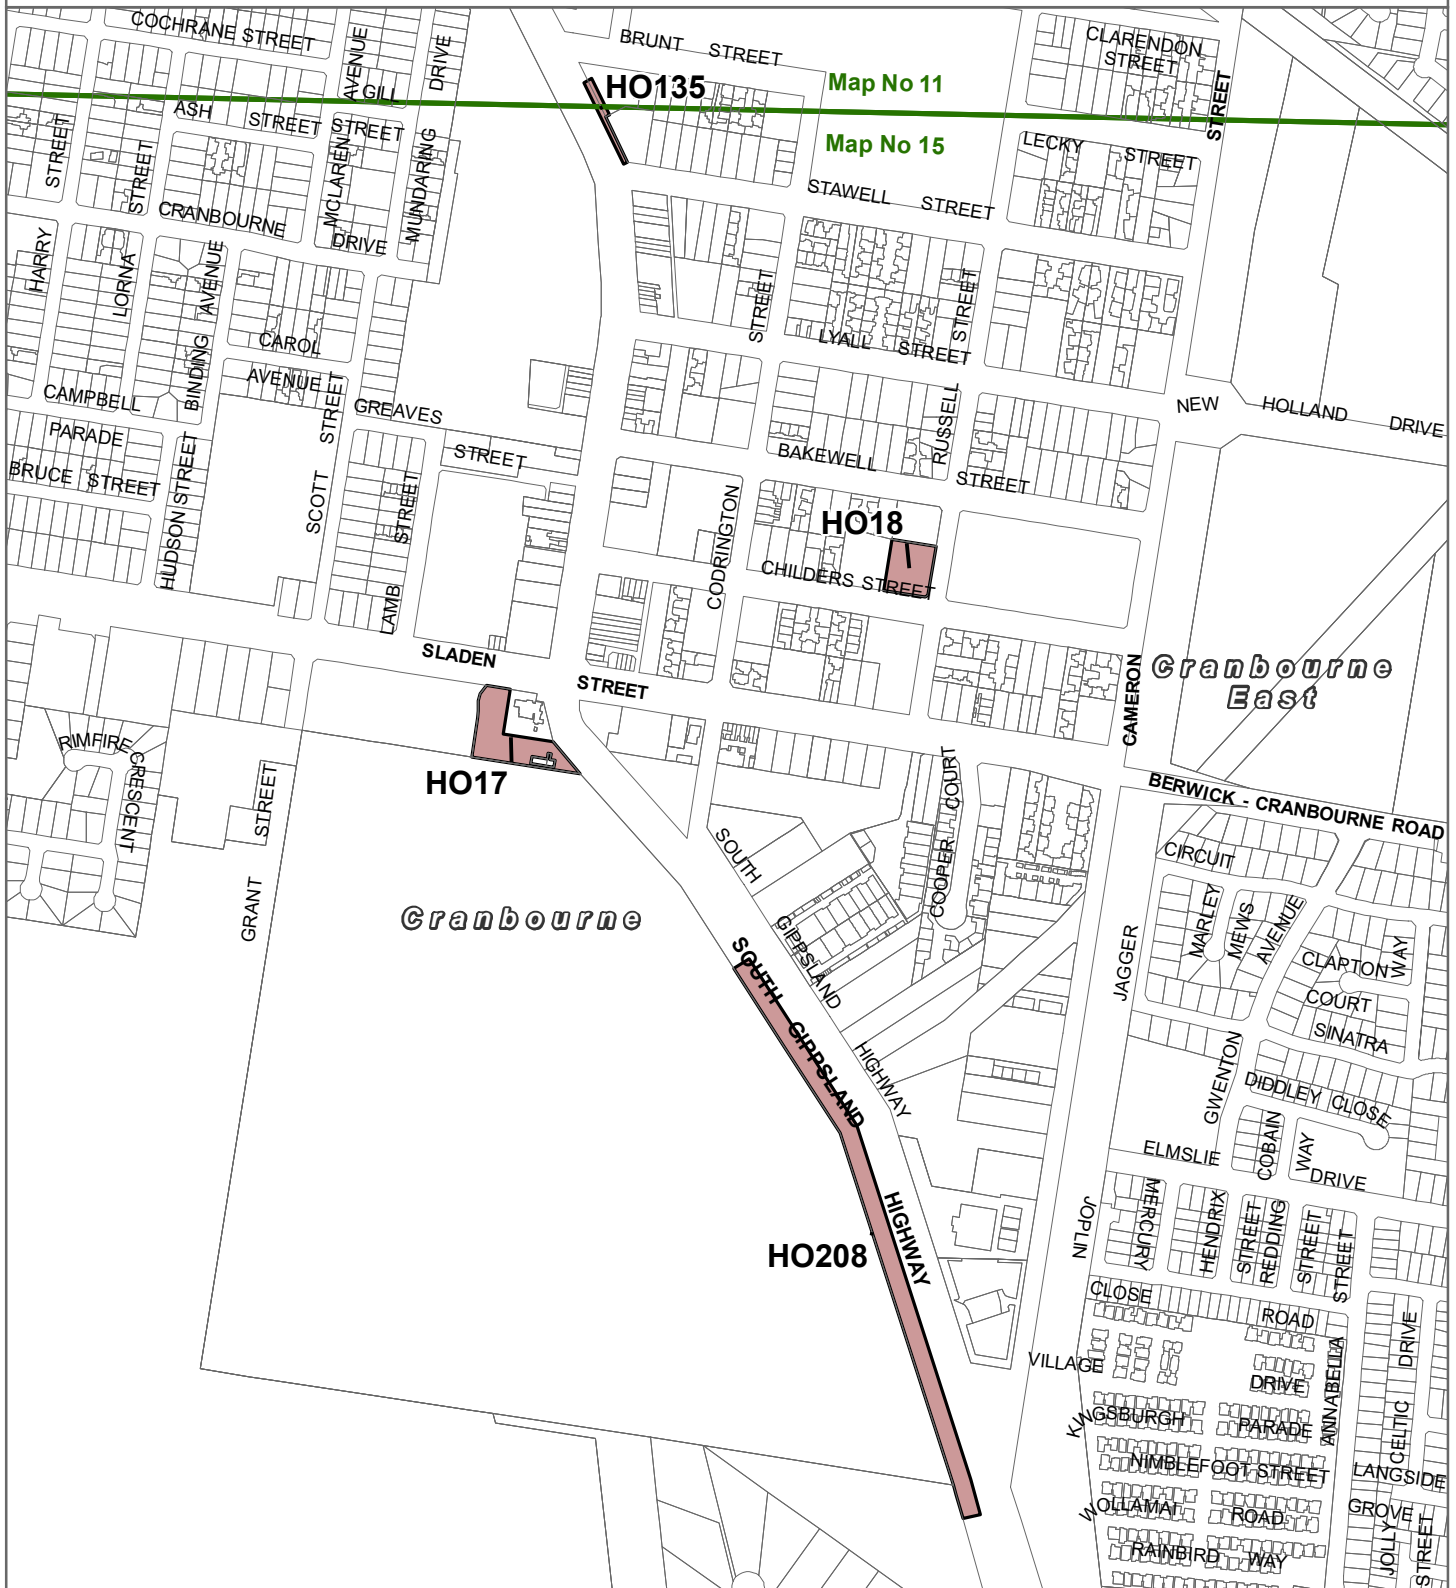 COCHRANE STREET
AVENUE
DRIVE
BRUNT STREET
CLARENDON
STREET
STREET
HO135
Map No 11
GILL
ASH STREET
STREET
Map No 15
LECKY STREET
STREET
STREET
MCLAREN
MUNDARING
STAWELL STREET
CRANBOURNE DRIVE
HARRY
LORNA
BINDING AVENUE
STREET
STREET
CAROL
AVENUE
LYALL STREET
CAMPBELL
PARADE
STREET
GREAVES
STREET
RUSSELL
NEW HOLLAND DRIVE
BRUCE STREET
HUDSON STREET
SCOTT
STREET
BAKEWELL
STREET
CODRINGTON
HO18
CHILDERS STREET
LAMB
SLADEN
STREET
CAMERON
Cranbourne
East
RIMFIRE
CRESCENT
HO17
STREET
GRANT
COURT
COOPER
BERWICK - CRANBOURNE ROAD
SOUTH
GIPPSLAND
HIGHWAY
CIRCUIT
MARLEY
MEWS
AVENUE
Cranbourne
CLAPTON
WAY
COURT
SINATRA
JAGGER
SOUTH GIPPSLAND
HIGHWAY
GWENTON
DIDDLEY CLOSE
ELMSLIE
COBAIN
WAY
DRIVE
JOPLIN
MERCURY
HENDRIX
STREET
REDDING
STREET
STREET
HO208
CLOSE
ROAD
VILLAGE
DRIVE
ANNABELLA
CELTIC DRIVE
KINGSBURGH
PARADE
NIMBLEFOOT STREET
LANGSIDE
GROVE
WOLLAMAI
ROAD
RAINBIRD WAY
JOLLY
STREET